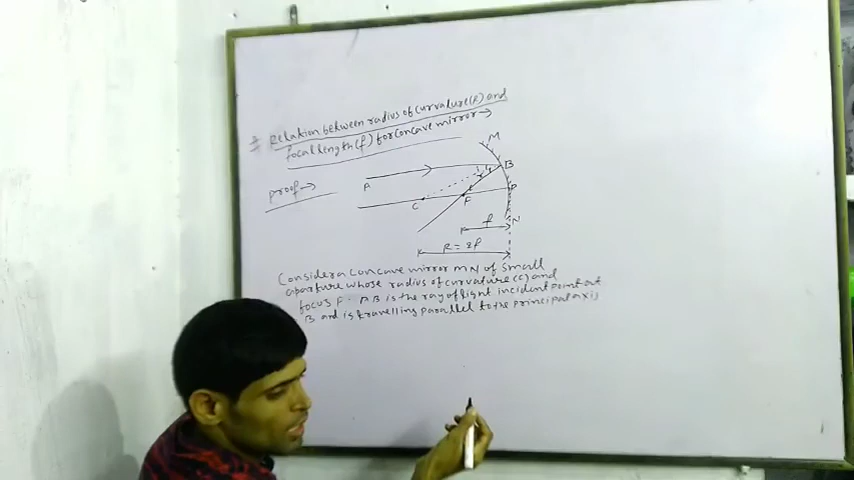 Relation between radius of curvature (R) and
focal length (f) for concave mirror →
Proof →
M
B
A
i
r
P
C
F
f
N
R = 2f
Consider a concave mirror MN of small
aparture whose radius of curvature (C) and
focus F. AB is the ray of light incident point at
B and is travelling parallel to the principal axis